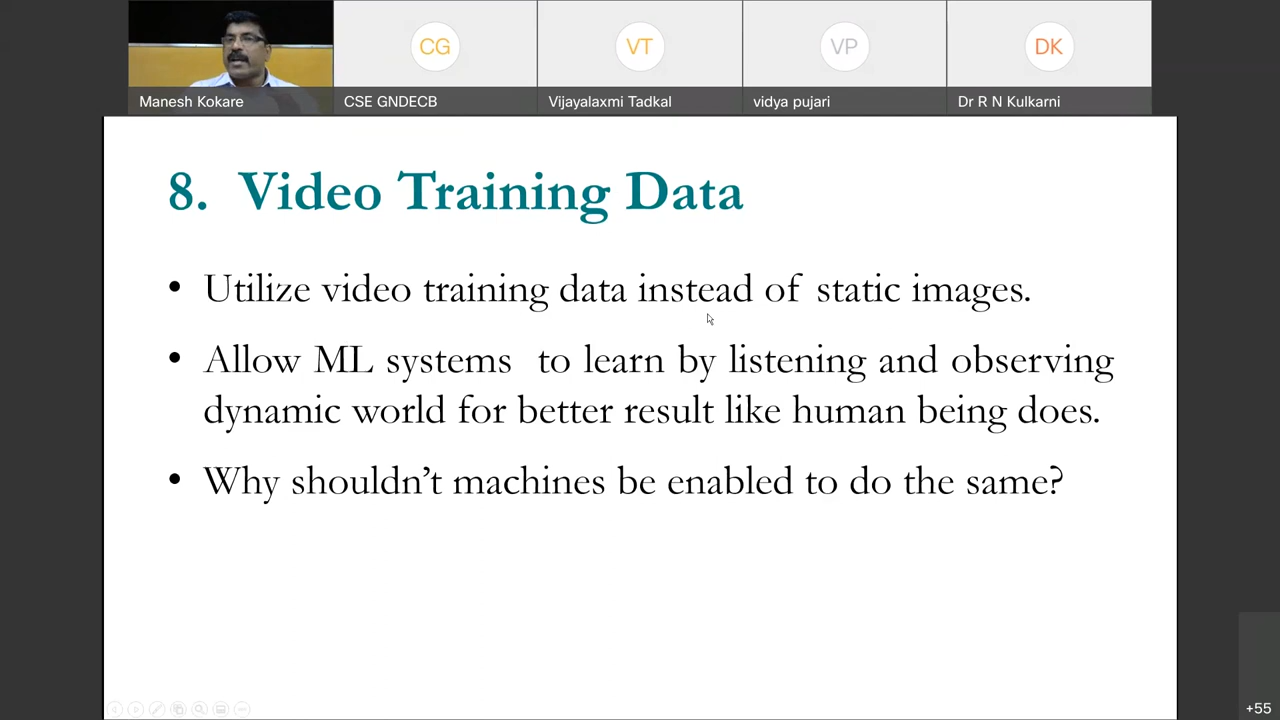 CG
VT
VP
DK
Manesh Kokare
CSE GNDECB
Vijayalaxmi Tadkal
vidya pujari
Dr R N Kulkarni
8. Video Training Data
• Utilize video training data instead of static images.
• Allow ML systems to learn by listening and observing
dynamic world for better result like human being does.
• Why shouldn’t machines be enabled to do the same?
+55